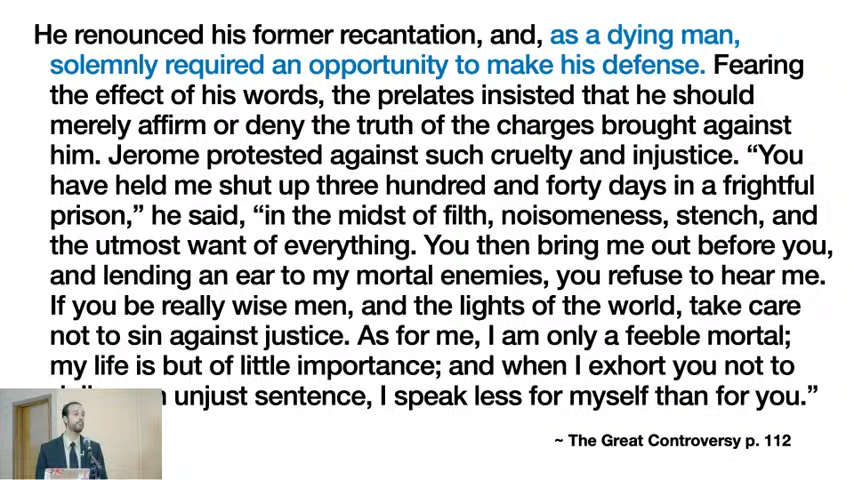 He renounced his former recantation, and, as a dying man,
solemnly required an opportunity to make his defense. Fearing
the effect of his words, the prelates insisted that he should
merely affirm or deny the truth of the charges brought against
him. Jerome protested against such cruelty and injustice. “You
have held me shut up three hundred and forty days in a frightful
prison,” he said, “in the midst of filth, noisomeness, stench, and
the utmost want of everything. You then bring me out before you,
and lending an ear to my mortal enemies, you refuse to hear me.
If you be really wise men, and the lights of the world, take care
not to sin against justice. As for me, I am only a feeble mortal;
my life is but of little importance; and when I exhort you not to
unjust sentence, I speak less for myself than for you.”
~ The Great Controversy p. 112